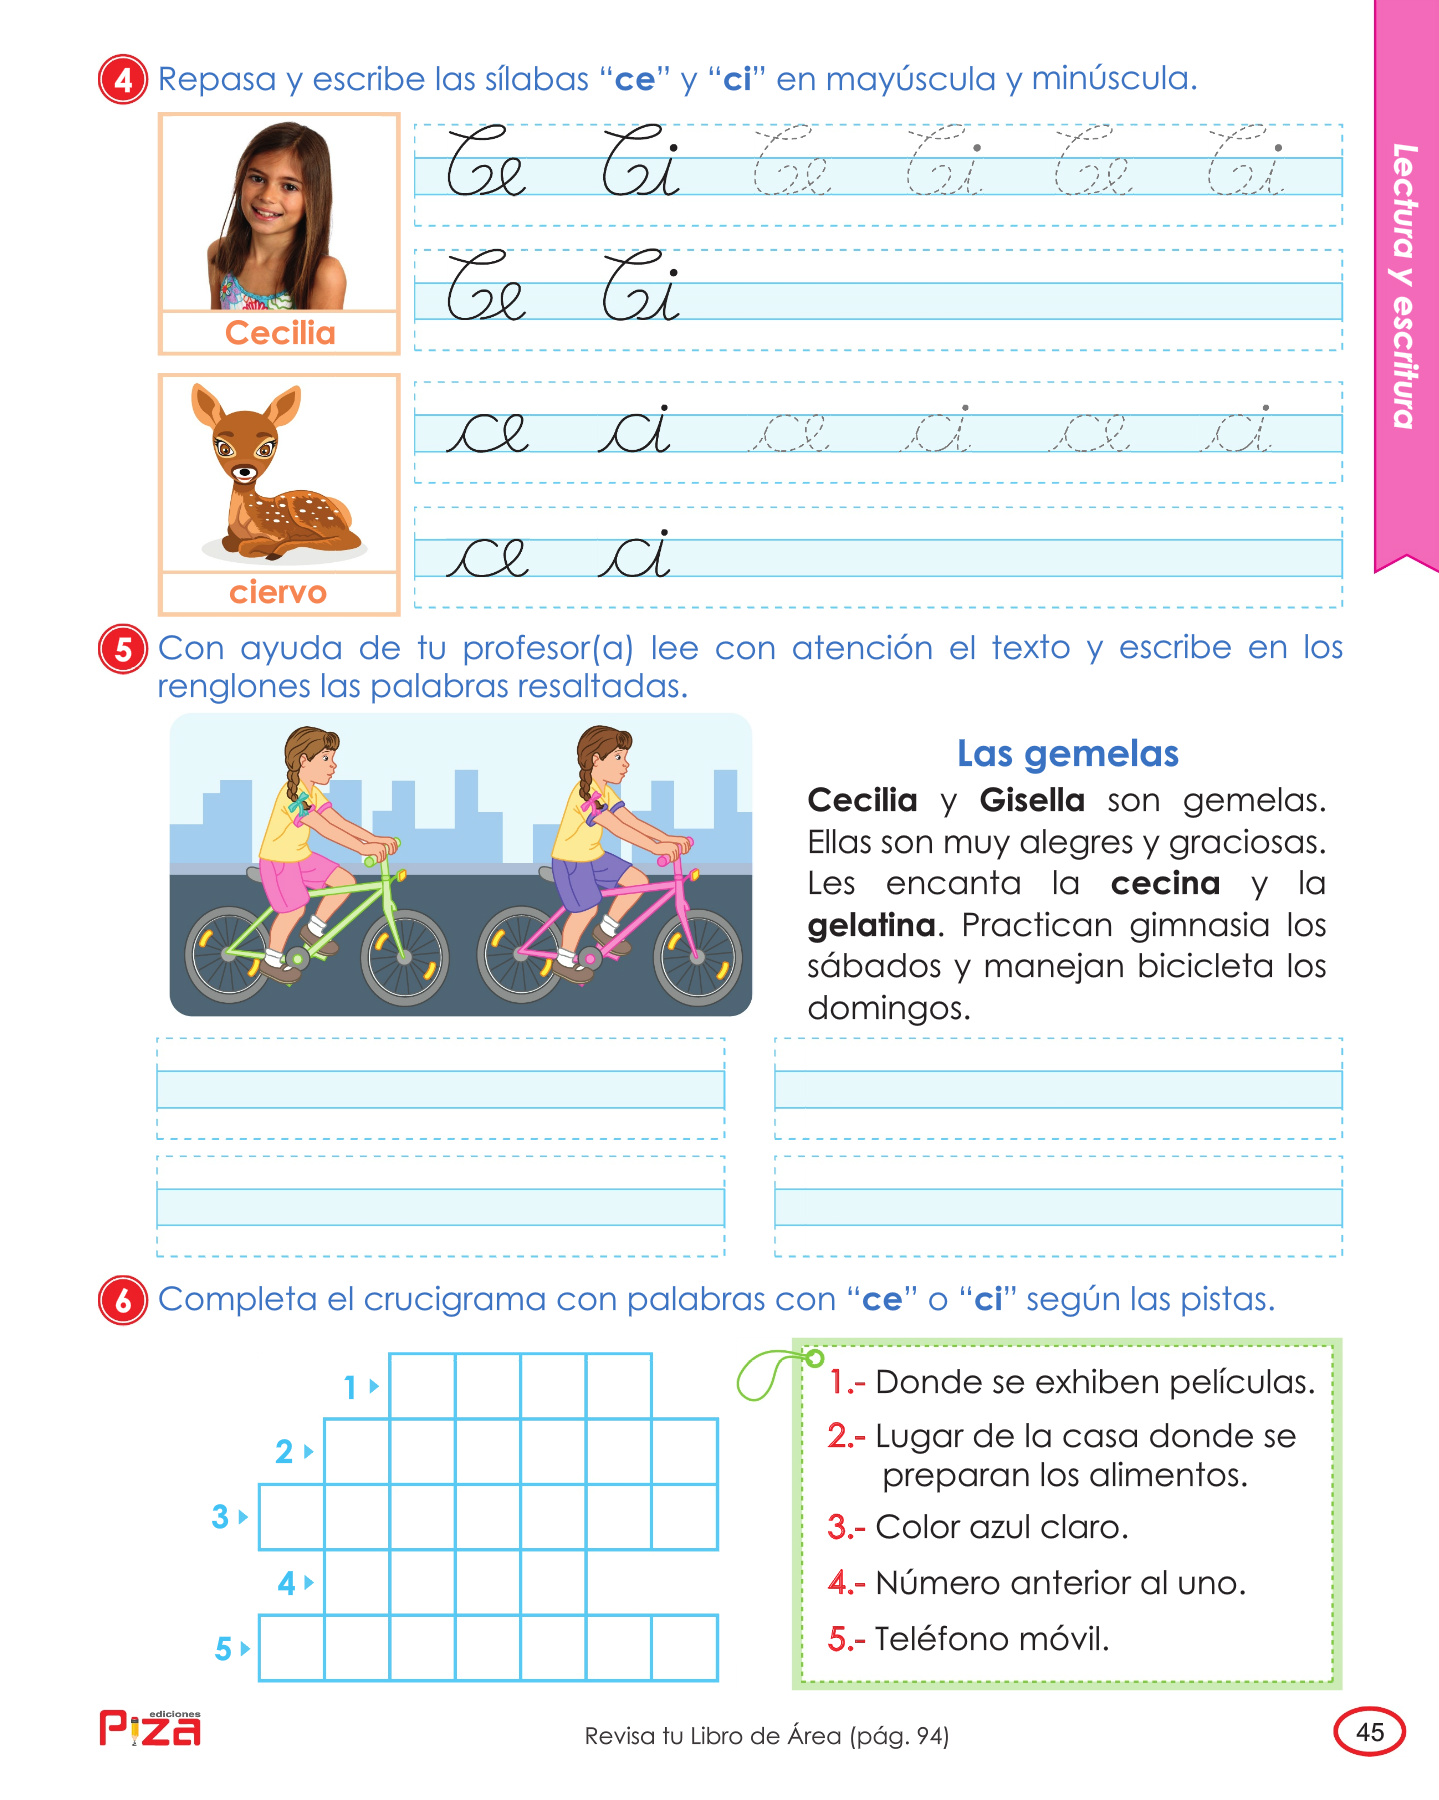 4 Repasa y escribe las sílabas “ce” y “ci” en mayúscula y minúscula.
Ce Ci Ce Ci Ce Ci
Ce Ci
Cecilia
ce ci ce ci ce ci
ce ci
ciervo
Lectura y escritura
5 Con ayuda de tu profesor(a) lee con atención el texto y escribe en los
renglones las palabras resaltadas.
Las gemelas
Cecilia y Gisella son gemelas.
Ellas son muy alegres y graciosas.
Les encanta la cecina y la
gelatina. Practican gimnasia los
sábados y manejan bicicleta los
domingos.
6 Completa el crucigrama con palabras con “ce” o “ci” según las pistas.
1
2
3
4
5
1.- Donde se exhiben películas.
2.- Lugar de la casa donde se
preparan los alimentos.
3.- Color azul claro.
4.- Número anterior al uno.
5.- Teléfono móvil.
ediciones
Piza
Revisa tu Libro de Área (pág. 94)
45